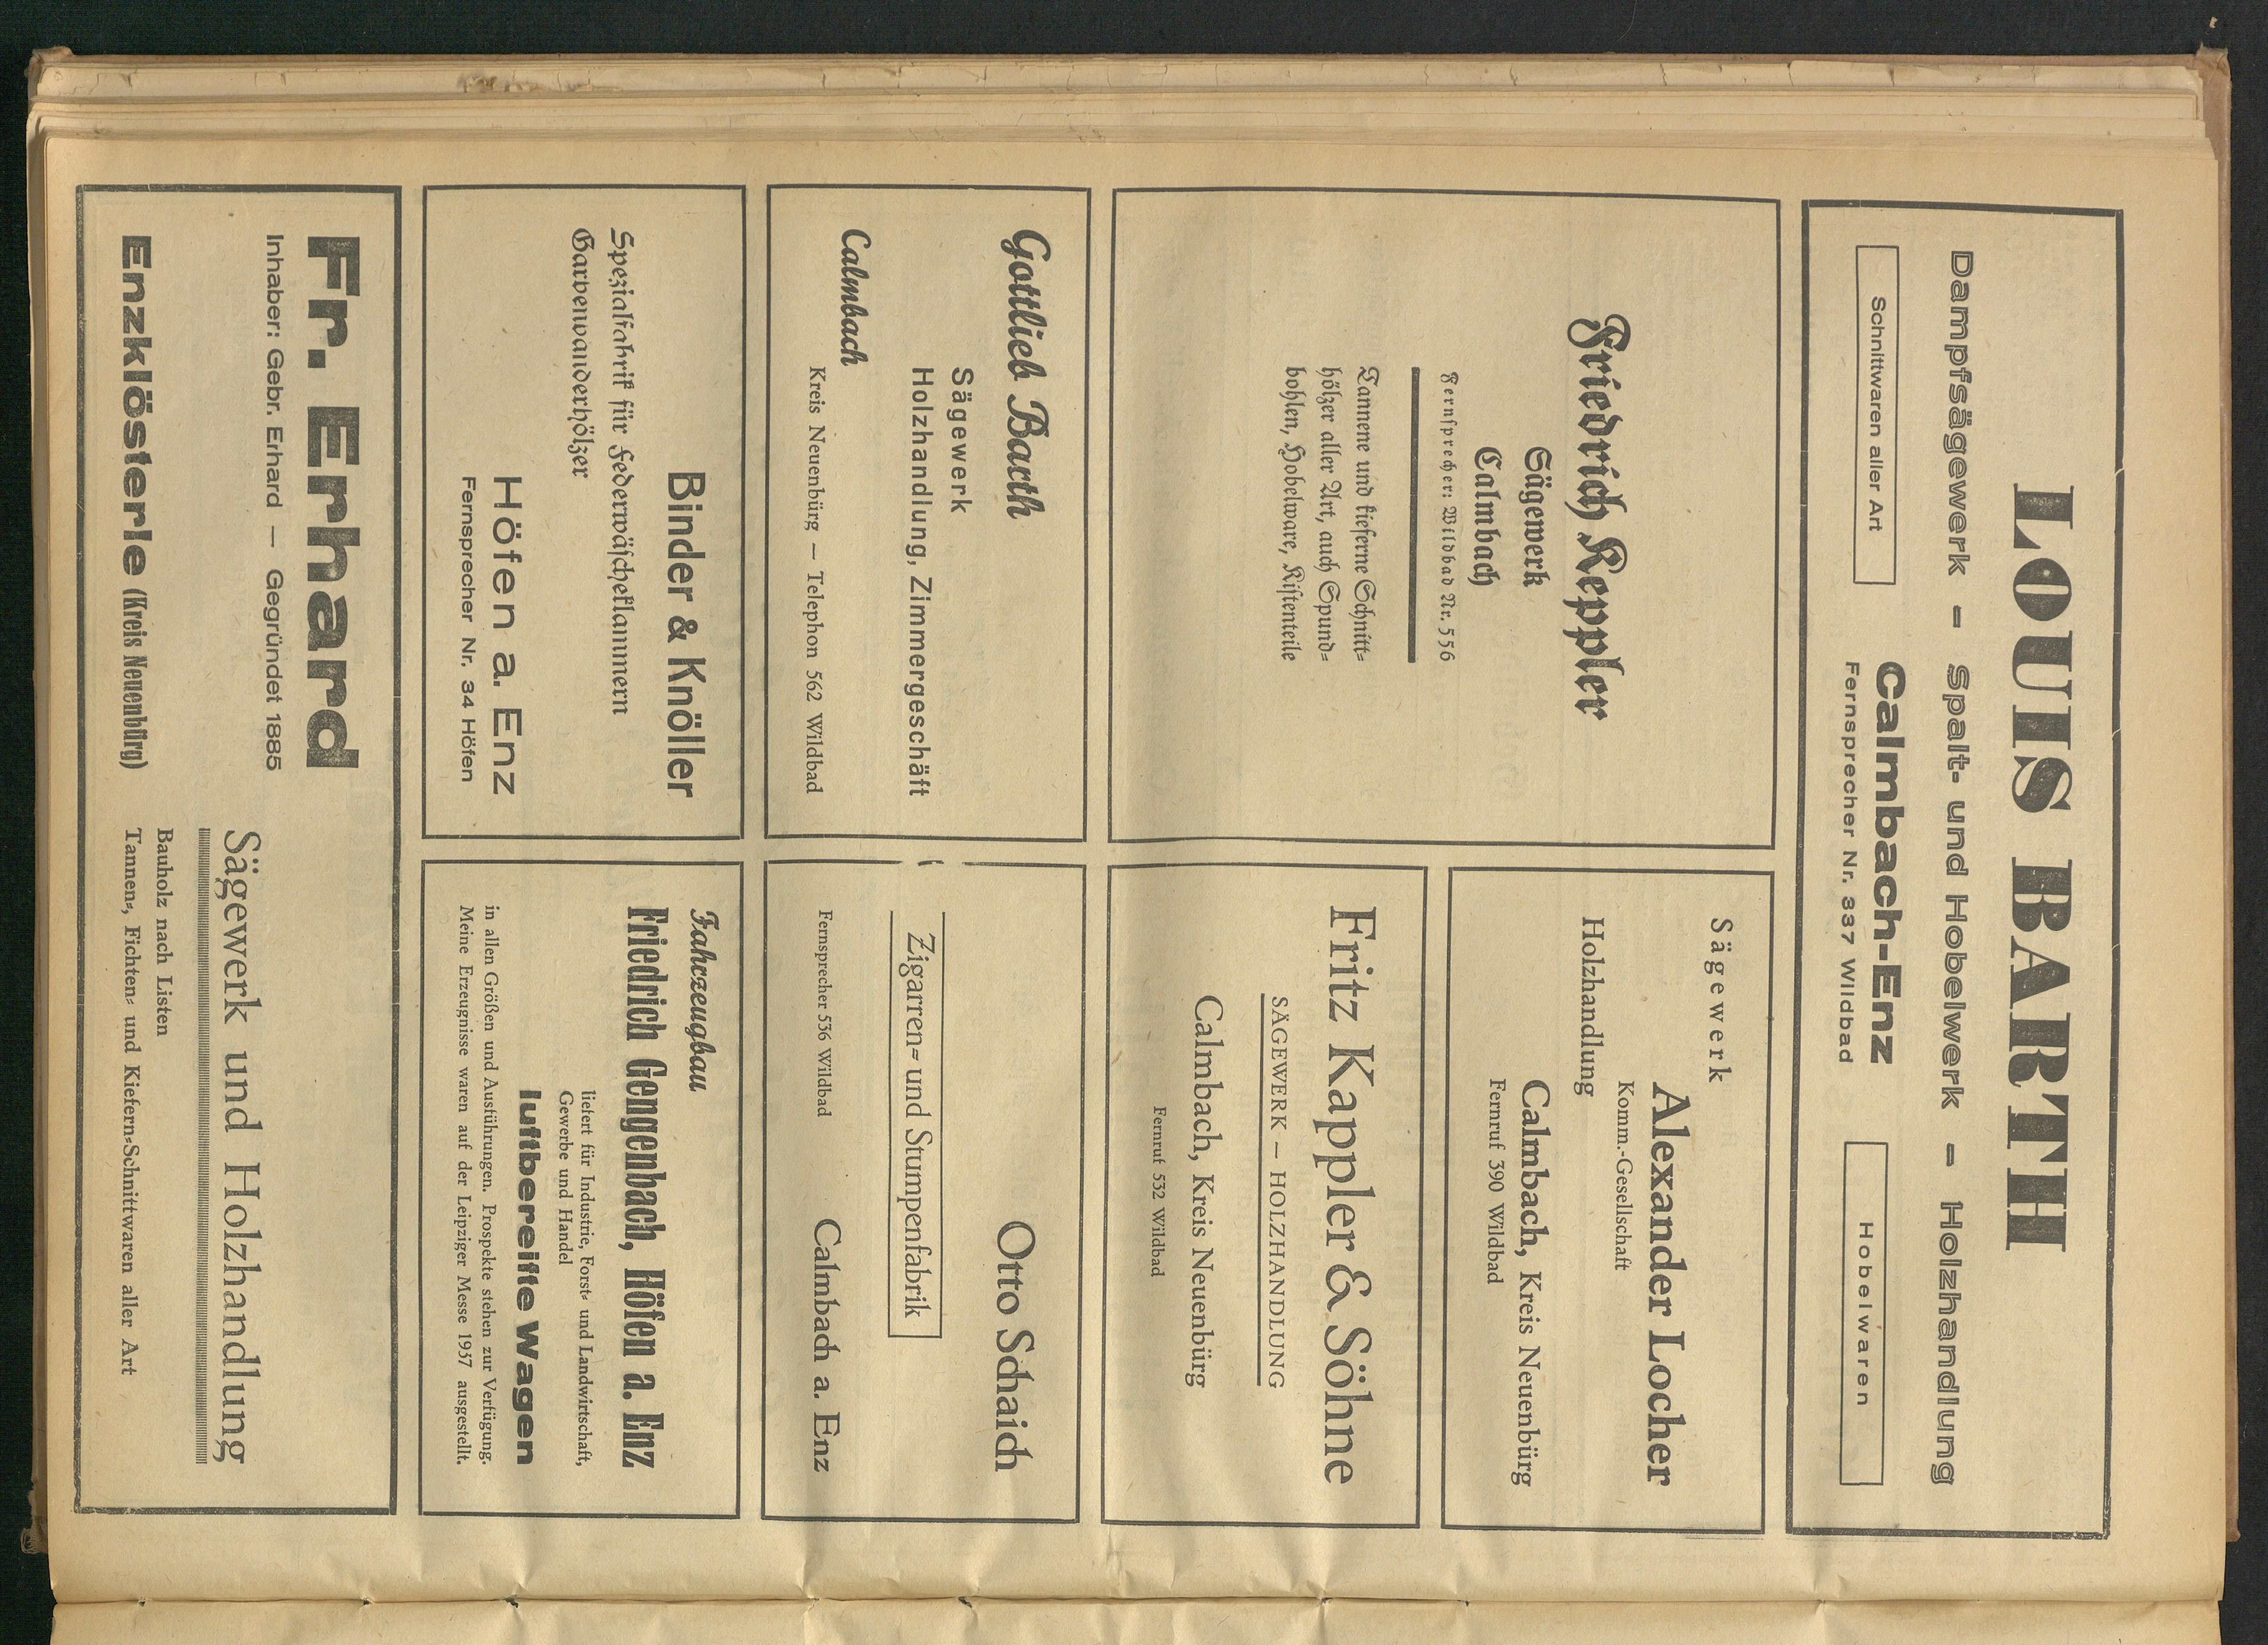 LOUIS BARTH
Dampfsägewerk – Spalt- und Hobelwerk – Holzhandlung
Schnittwaren aller Art
Calmbach-Enz
Fernsprecher Nr. 337 Wildbad
Hobelwaren
Friedrich Keppler
Sägewerk
Calmbach
Fernsprecher: Wildbad Nr. 556
Tannene und kieferne Schnitt=
hölzer aller Art, auch Spund=
bohlen, Hobelware, Kistenteile
Sägewerk
Alexander Locher
Komm.-Gesellschaft
Holzhandlung
Calmbach, Kreis Neuenbürg
Fernruf 390 Wildbad
Fritz Kappler & Söhne
SÄGEWERK — HOLZHANDLUNG
Calmbach, Kreis Neuenbürg
Fernruf 532 Wildbad
Gottlieb Barth
Sägewerk
Holzhandlung, Zimmergeschäft
Calmbach
Kreis Neuenbürg — Telephon 562 Wildbad
Otto Schaich
Zigarren= und Stumpenfabrik
Calmbach a. Enz
Fernsprecher 536 Wildbad
Binder & Knöller
Spezialfabrik für Federwäscheklammern
Garbenwanderhölzer
Höfen a. Enz
Fernsprecher Nr. 34 Höfen
Fahrzeugbau
Friedrich Gengenbach, Höfen a. Enz
liefert für Industrie, Forst= und Landwirtschaft,
Gewerbe und Handel
luftbereifte Wagen
in allen Größen und Ausführungen. Prospekte stehen zur Verfügung.
Meine Erzeugnisse waren auf der Leipziger Messe 1937 ausgestellt.
Fr. Erhard
Inhaber: Gebr. Erhard — Gegründet 1885
Enzklösterle (Kreis Neuenbürg)
Sägewerk und Holzhandlung
Bauholz nach Listen
Tannen=, Fichten= und Kiefern=Schnittwaren aller Art